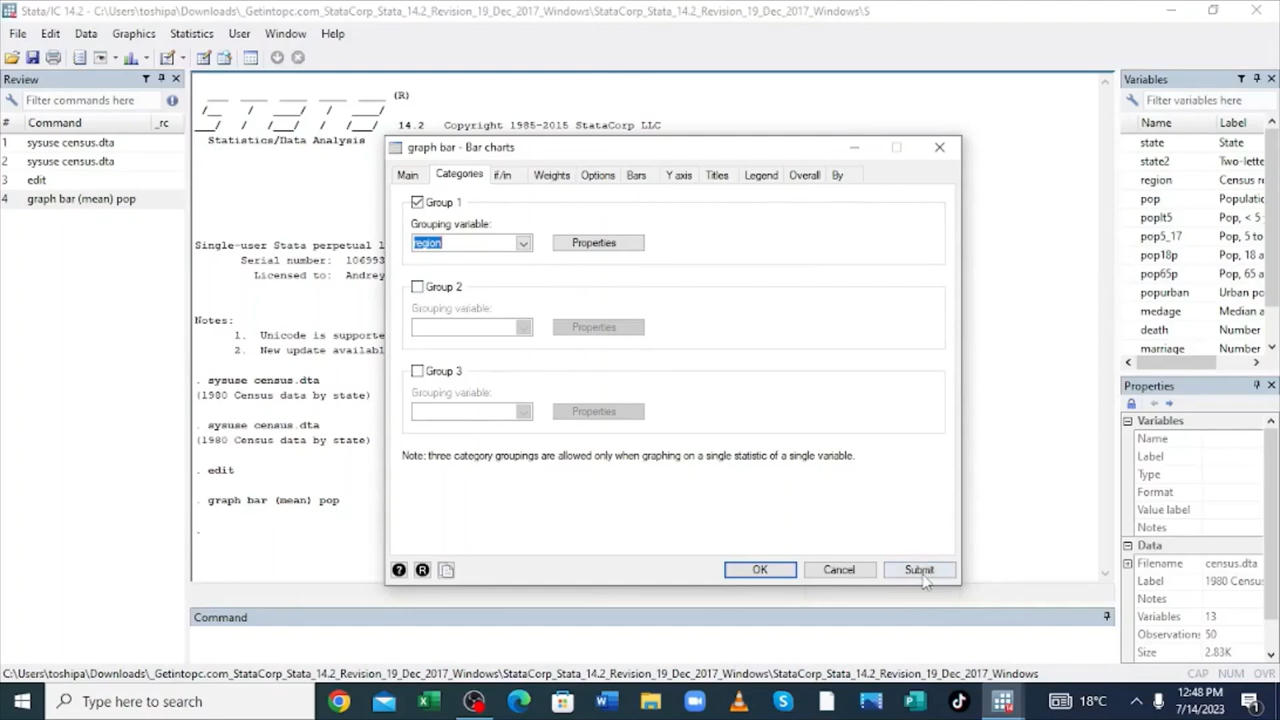 Stata/IC 14.2 - C:\Users\toshipa\Downloads\_Getintopc.com_StataCorp_Stata_14.2_Revision_19_Dec_2017_Windows\StataCorp_Stata_14.2_Revision_19_Dec_2017_Windows\S
File Edit Data Graphics Statistics User Window Help
Review
Filter commands here
# Command _rc
1 sysuse census.dta
2 sysuse census.dta
3 edit
4 graph bar (mean) pop
(R)
14.2 Copyright 1985-2015 StataCorp LLC
Statistics/Data Analysis
Single-user Stata perpetual l
Serial number: 106993
Licensed to: Andrey
Notes:
1. Unicode is supporte
2. New update availabl
. sysuse census.dta
(1980 Census data by state)
. sysuse census.dta
(1980 Census data by state)
. edit
. graph bar (mean) pop
.
graph bar - Bar charts
Main Categories if/in Weights Options Bars Y axis Titles Legend Overall By
Group 1
Grouping variable:
region Properties
Group 2
Grouping variable:
Properties
Group 3
Grouping variable:
Properties
Note: three category groupings are allowed only when graphing on a single statistic of a single variable.
? R OK Cancel Submit
Command
Variables
Filter variables here
Name Label
state State
state2 Two-lette
region Census r
pop Populati
poplt5 Pop, < 5
pop5_17 Pop, 5 to
pop18p Pop, 18 a
pop65p Pop, 65 a
popurban Urban po
medage Median a
death Number
marriage Number
Properties
Variables
Name
Label
Type
Format
Value label
Notes
Data
Filename census.dta
Label 1980 Censu
Notes
Variables 13
Observations 50
Size 2.83K
C:\Users\toshipa\Downloads\_Getintopc.com_StataCorp_Stata_14.2_Revision_19_Dec_2017_Windows\StataCorp_Stata_14.2_Revision_19_Dec_2017_Windows
CAP NUM OVR
Type here to search
18°C
12:48 PM
7/14/2023